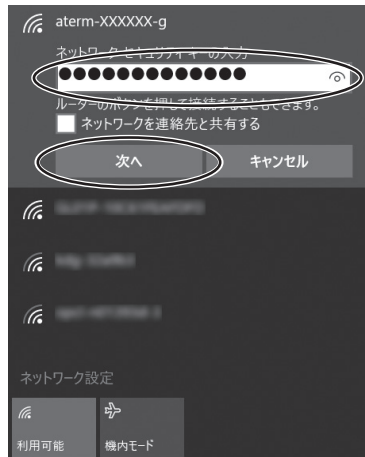 aterm-XXXXXX-g
ネットワーク セキュリティ キーの入力
●●●●●●●●●●●●●
ルーターのボタンを押して接続することもできます。
ネットワークを連絡先と共有する
次へ
キャンセル
ネットワーク設定
利用可能
機内モード